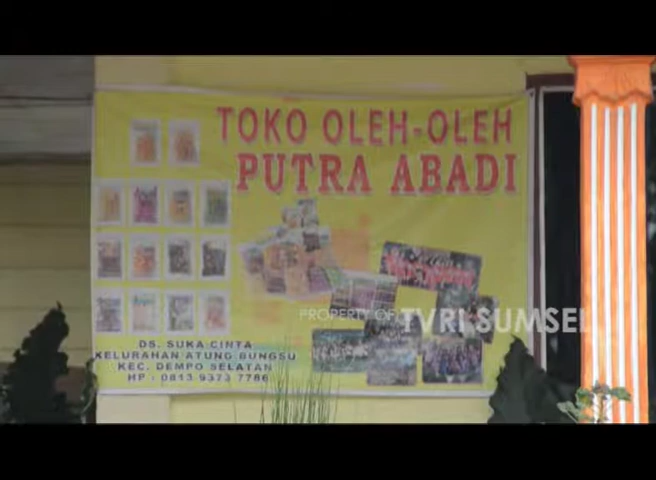 TOKO OLEH-OLEH
PUTRA ABADI
DS. SUKA CINTA
KELURAHAN ATUNG BUNGSU
KEC. DEMPO SELATAN
HP : 0813 9373 7786
PROPERTY OF TVRI SUMSEL